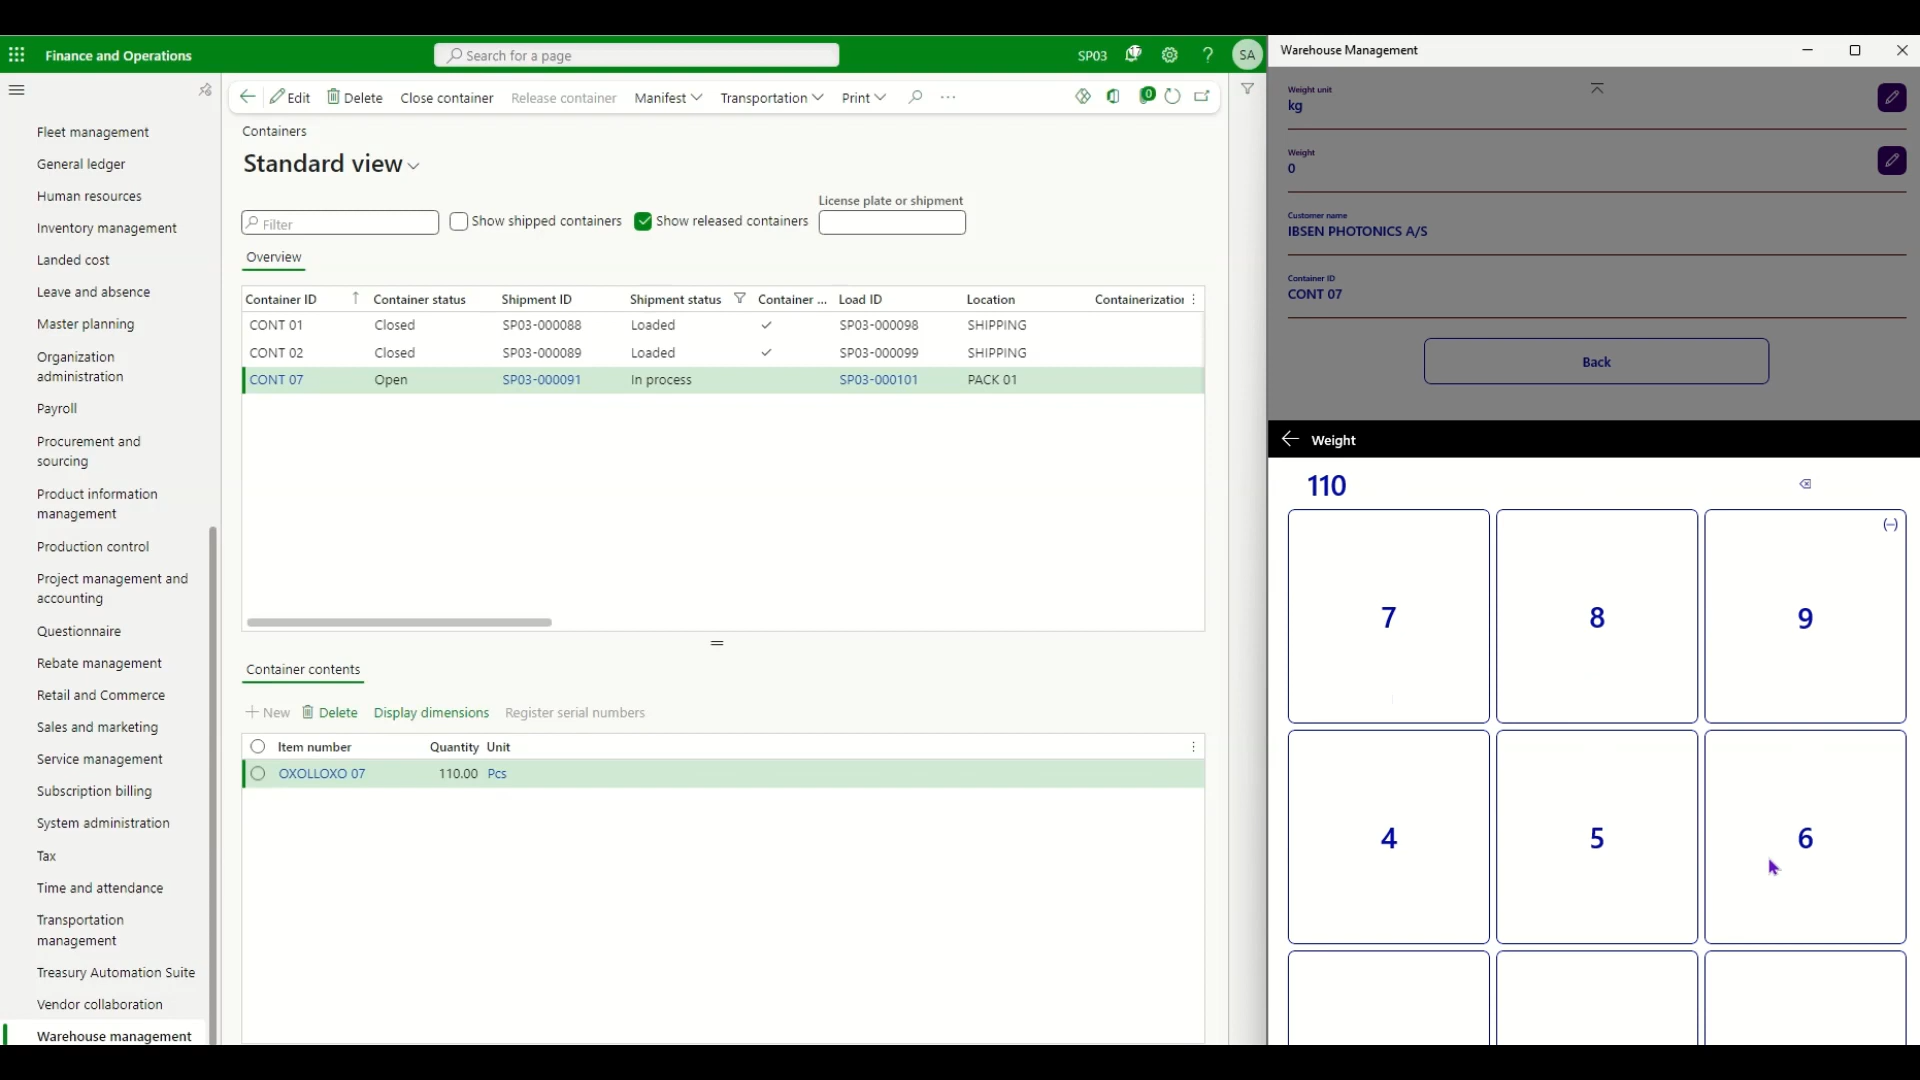 Finance and Operations
Search for a page
SP03
SA
Fleet management
General ledger
Human resources
Inventory management
Landed cost
Leave and absence
Master planning
Organization
administration
Payroll
Procurement and
sourcing
Product information
management
Production control
Project management and
accounting
Questionnaire
Rebate management
Retail and Commerce
Sales and marketing
Service management
Subscription billing
System administration
Tax
Time and attendance
Transportation
management
Treasury Automation Suite
Vendor collaboration
Warehouse management
Edit Delete Close container Release container Manifest Transportation Print ···
0
Containers
Standard view
Filter
Show shipped containers
Show released containers
License plate or shipment
Overview
Container ID Container status Shipment ID Shipment status Container ... Load ID Location Containerization
CONT 01 Closed SP03-000088 Loaded SP03-000098 SHIPPING
CONT 02 Closed SP03-000089 Loaded SP03-000099 SHIPPING
CONT 07 Open SP03-000091 In process SP03-000101 PACK 01
Container contents
New Delete Display dimensions Register serial numbers
Item number Quantity Unit
OXOLLOXO 07 110.00 Pcs
Warehouse Management
Weight unit
kg
Weight
0
Customer name
IBSEN PHOTONICS A/S
Container ID
CONT 07
Back
Weight
110
(−)
7 8 9
4 5 6